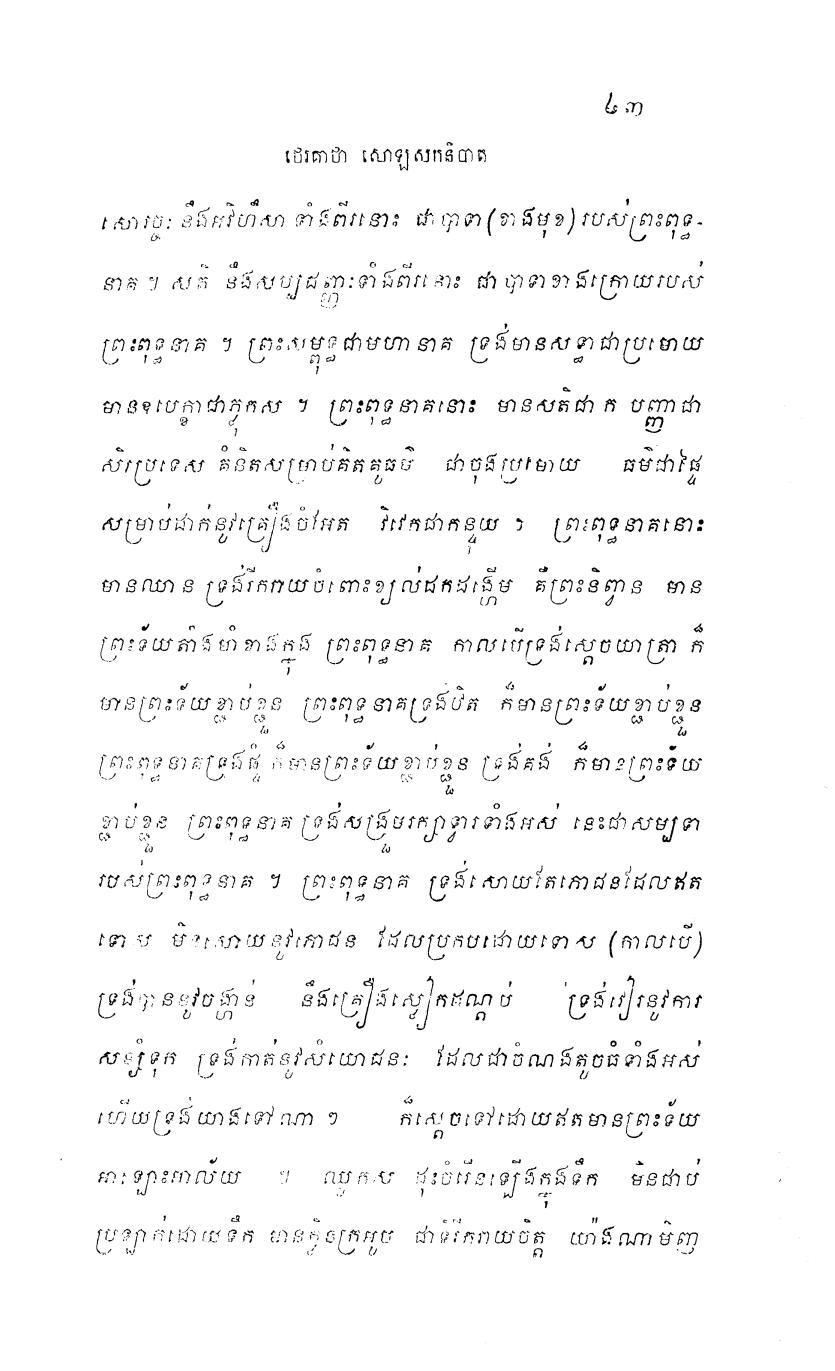 ៤៣
ថេរគាថា សោឡសកនិបាត
សោរច្ចៈ នឹងអវិហឹសា ទាំងពីរនោះ ជាបាទា(ខាងមុខ)របស់ព្រះពុទ្ធ-
នាគ ។ សតិ នឹងសម្បជញ្ញៈទាំងពីរនោះ ជាបាទាខាងក្រោយរបស់
ព្រះពុទ្ធនាគ ។ ព្រះសម្ពុទ្ធជាមហានាគ ទ្រង់មានសទ្ធាជាប្រមោយ
មានឧបេក្ខាជាភ្លុកស ។ ព្រះពុទ្ធនាគនោះ មានសតិជាក បញ្ញាជា
សិរប្រទេស គំនិតសម្រាប់គិតគូធម៌ ជាចុងប្រមោយ ធម៌ជាផ្ទៃ
សម្រាប់ដាក់នូវគ្រឿងចំអែត វិវេកជាកន្ទុយ ។ ព្រះពុទ្ធនាគនោះ
មានឈាន ទ្រង់រីករាយចំពោះខ្យល់ដកដង្ហើម គឺព្រះនិព្វាន មាន
ព្រះទ័យតាំងមាំខាងក្នុង ព្រះពុទ្ធនាគ កាលបើទ្រង់ស្តេចយាត្រា ក៏
មានព្រះទ័យខ្ជាប់ខ្ជួន ព្រះពុទ្ធនាគទ្រង់ឋិត ក៏មានព្រះទ័យខ្ជាប់ខ្ជួន
ព្រះពុទ្ធនាគទ្រង់ផ្ទំ ក៏មានព្រះទ័យខ្ជាប់ខ្ជួន ទ្រង់គង់ ក៏មានព្រះទ័យ
ខ្ជាប់ខ្ជួន ព្រះពុទ្ធនាគ ទ្រង់សង្រួមរក្សាទ្វារទាំងអស់ នេះជាសម្បទា
របស់ព្រះពុទ្ធនាគ ។ ព្រះពុទ្ធនាគ ទ្រង់សោយតែភោជនដែលឥត
ទោស មិនសោយនូវភោជន ដែលប្រកបដោយទោស (កាលបើ)
ទ្រង់បាននូវចង្ហាន់ នឹងគ្រឿងស្លៀកដណ្តប់ ទ្រង់វៀរនូវការ
សន្សំទុក ទ្រង់កាត់នូវសំយោជនៈ ដែលជាចំណងតូចធំទាំងអស់
ហើយទ្រង់យាងទៅណា ៗ ក៏ស្តេចទៅដោយឥតមានព្រះទ័យ
អាឡោះអាល័យ ។ ឈូកស ដុះចំរើនឡើងក្នុងទឹក មិនជាប់
ប្រឡាក់ដោយទឹក មានក្លិនក្រអូប ជាទីរីករាយចិត្ត យ៉ាងណាមិញ